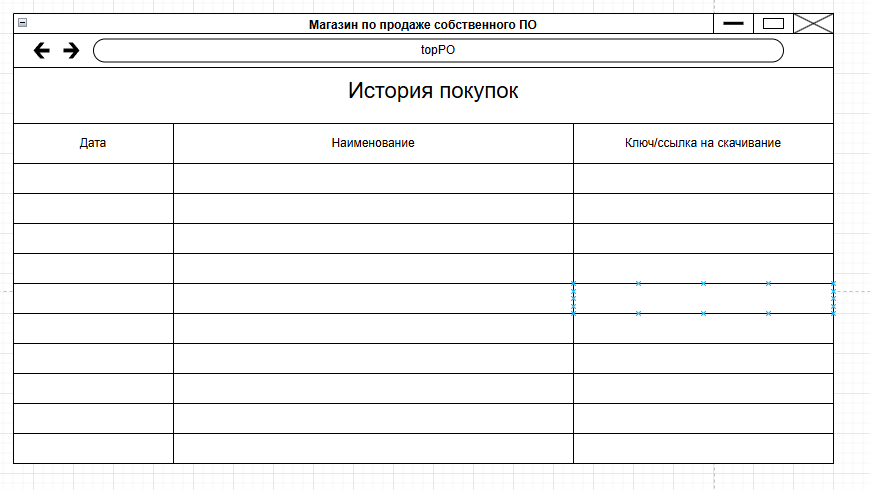 Магазин по продаже собственного ПО
topPO
История покупок
Дата Наименование Ключ/ссылка на скачивание